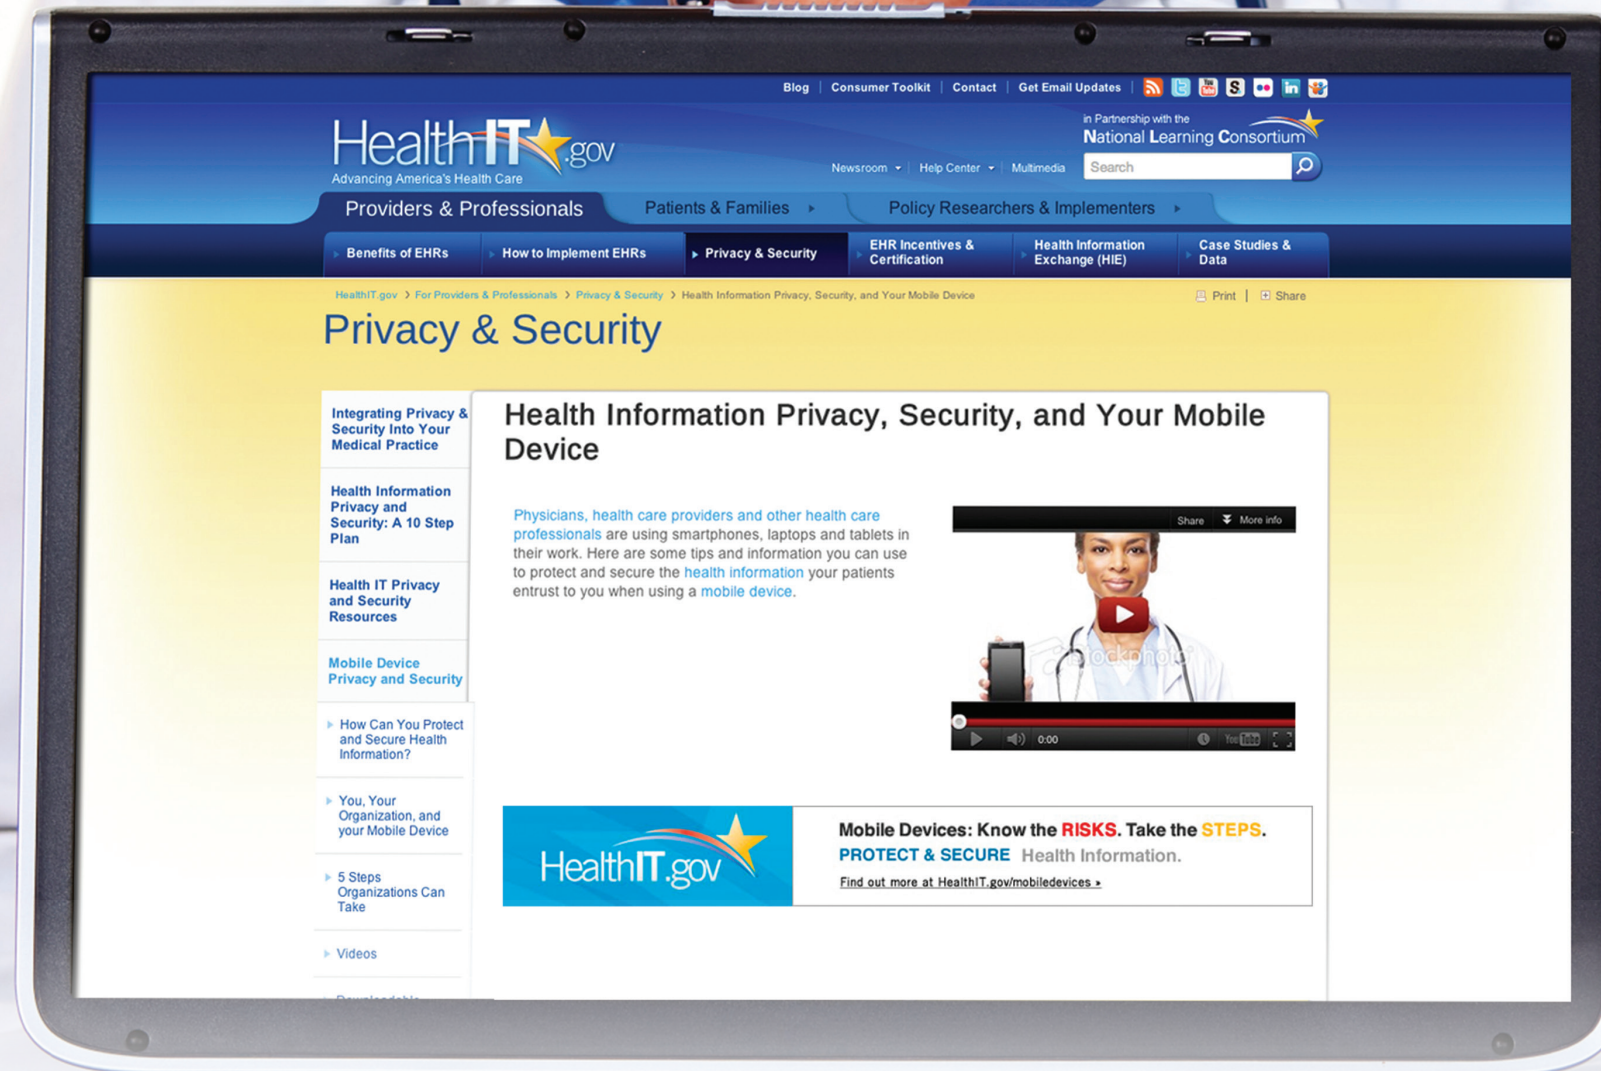 Blog | Consumer Toolkit | Contact | Get Email Updates |
HealthIT.gov
Advancing America's Health Care
in Partnership with the
National Learning Consortium
Newsroom | Help Center | Multimedia
Search
Providers & Professionals
Patients & Families
Policy Researchers & Implementers
Benefits of EHRs
How to Implement EHRs
Privacy & Security
EHR Incentives &
Certification
Health Information
Exchange (HIE)
Case Studies &
Data
HealthIT.gov > For Providers & Professionals > Privacy & Security > Health Information Privacy, Security, and Your Mobile Device
Print | Share
Privacy & Security
Integrating Privacy &
Security Into Your
Medical Practice
Health Information
Privacy and
Security: A 10 Step
Plan
Health IT Privacy
and Security
Resources
Mobile Device
Privacy and Security
How Can You Protect
and Secure Health
Information?
You, Your
Organization, and
your Mobile Device
5 Steps
Organizations Can
Take
Videos
Health Information Privacy, Security, and Your Mobile
Device
Physicians, health care providers and other health care
professionals are using smartphones, laptops and tablets in
their work. Here are some tips and information you can use
to protect and secure the health information your patients
entrust to you when using a mobile device.
Share More info
iStockphoto
0:00
YouTube
HealthIT.gov
Mobile Devices: Know the RISKS. Take the STEPS.
PROTECT & SECURE Health Information.
Find out more at HealthIT.gov/mobiledevices »